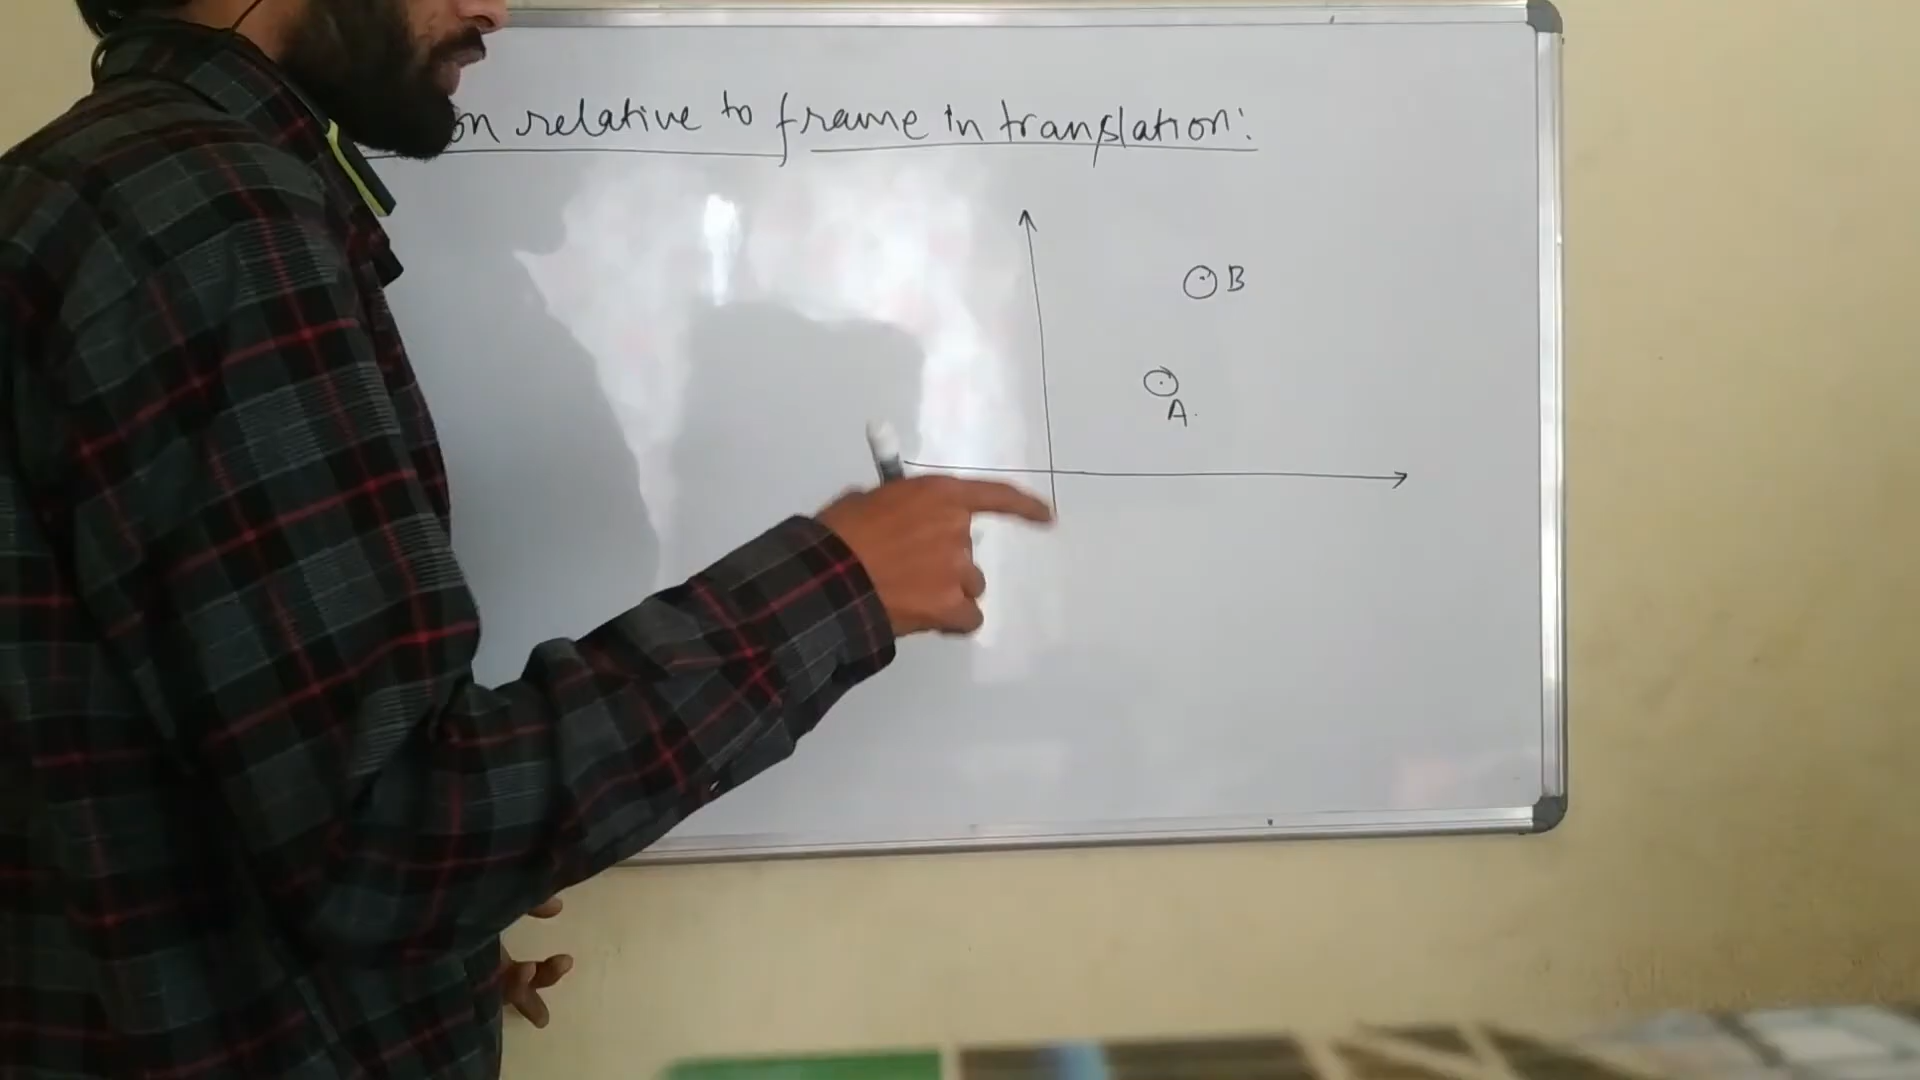 on relative to frame in translation:
B
A.